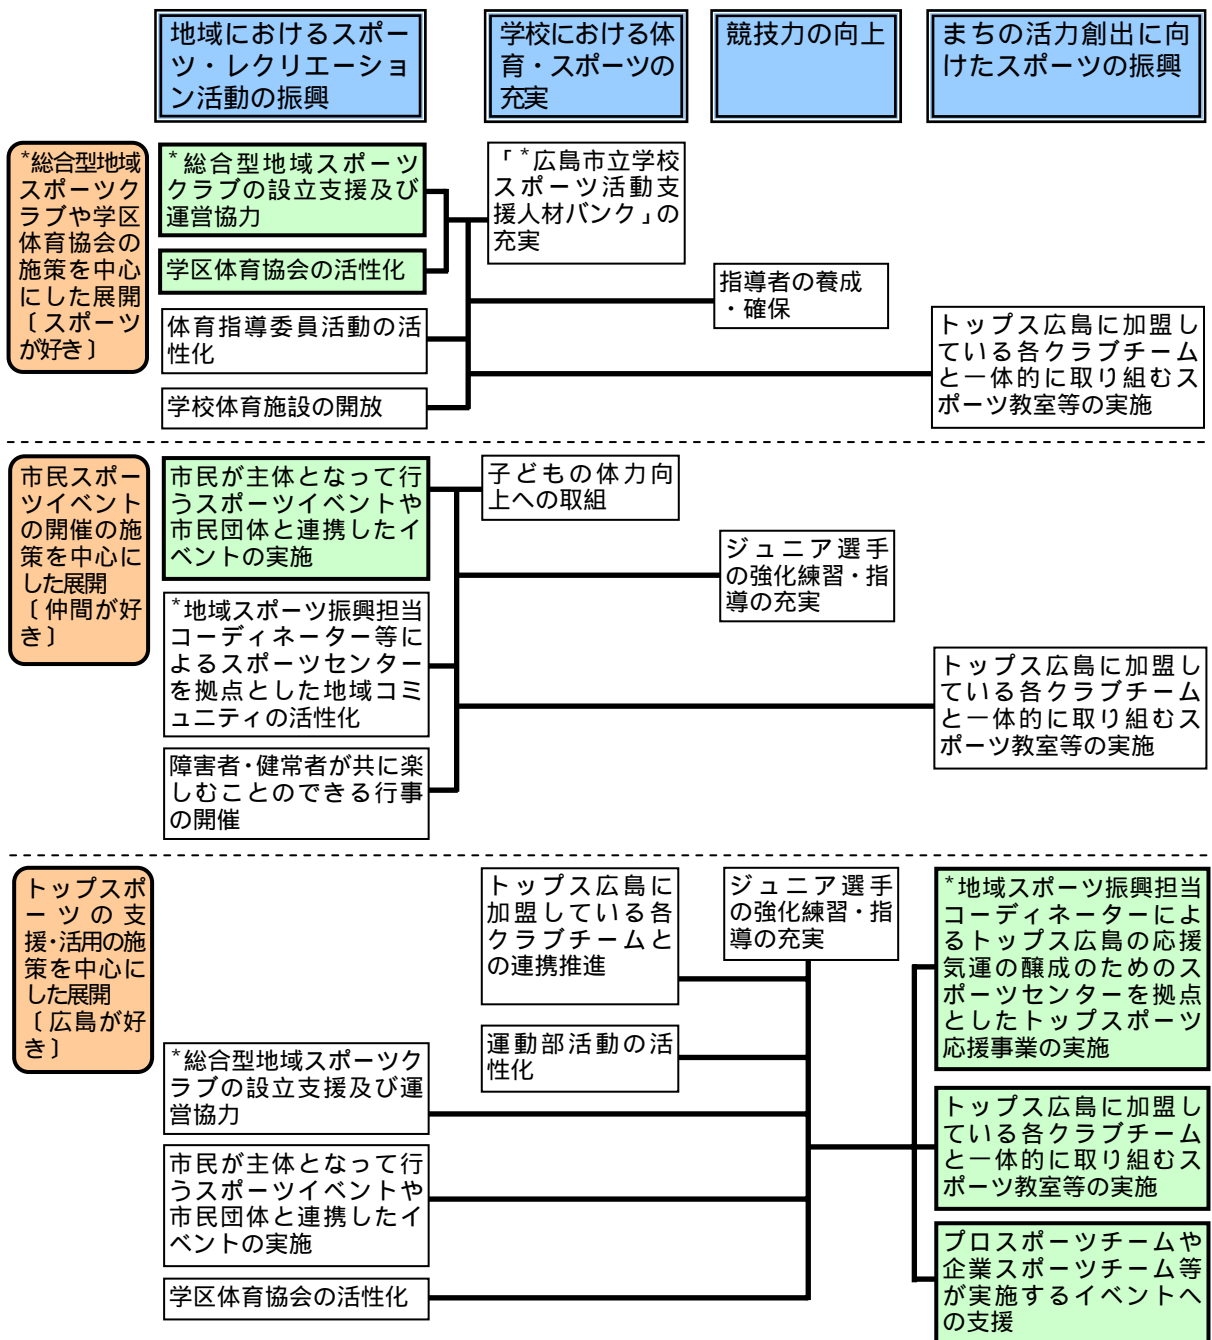 地域におけるスポー
ツ・レクリエーショ
ン活動の振興
学校における体
育・スポーツの
充実
競技力の向上
まちの活力創出に向
けたスポーツの振興
*総合型地域
スポーツク
ラブや学区
体育協会の
施策を中心
にした展開
〔スポーツ
が好き〕
*総合型地域スポーツ
クラブの設立支援及び
運営協力
学区体育協会の活性化
体育指導委員活動の活
性化
学校体育施設の開放
「*広島市立学校
スポーツ活動支
援人材バンク」の
充実
指導者の養成
・確保
トップス広島に加盟し
ている各クラブチーム
と一体的に取り組むス
ポーツ教室等の実施
市民スポー
ツイベント
の開催の施
策を中心に
した展開
〔仲間が好
き〕
市民が主体となって行
うスポーツイベントや
市民団体と連携したイ
ベントの実施
*地域スポーツ振興担当
コーディネーター等に
よるスポーツセンター
を拠点とした地域コミ
ュニティの活性化
障害者・健常者が共に楽
しむことのできる行事
の開催
子どもの体力向
上への取組
ジュニア選手
の強化練習・指
導の充実
トップス広島に加盟し
ている各クラブチーム
と一体的に取り組むス
ポーツ教室等の実施
トップスポ
ーツの支
援・活用の施
策を中心に
した展開
〔広島が好
き〕
*総合型地域スポーツク
ラブの設立支援及び運
営協力
市民が主体となって行
うスポーツイベントや
市民団体と連携したイ
ベントの実施
学区体育協会の活性化
トップス広島に
加盟している各
クラブチームと
の連携推進
運動部活動の活
性化
ジュニア選手
の強化練習・指
導の充実
*地域スポーツ振興担当
コーディネーターによ
るトップス広島の応援
気運の醸成のためのス
ポーツセンターを拠点
としたトップスポーツ
応援事業の実施
トップス広島に加盟し
ている各クラブチーム
と一体的に取り組むス
ポーツ教室等の実施
プロスポーツチームや
企業スポーツチーム等
が実施するイベントへ
の支援